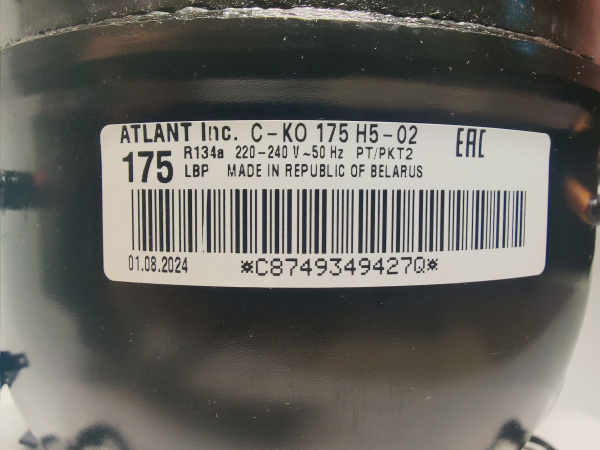 ATLANT Inc. C-KO 175 H5-02 EAC
175 R134a 220-240 V ~50 Hz PT/PKT2
LBP MADE IN REPUBLIC OF BELARUS
01.08.2024 *C8749349427Q*